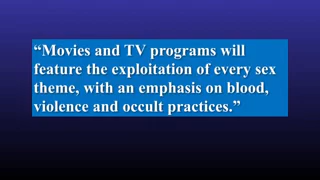 “Movies and TV programs will
feature the exploitation of every sex
theme, with an emphasis on blood,
violence and occult practices.”